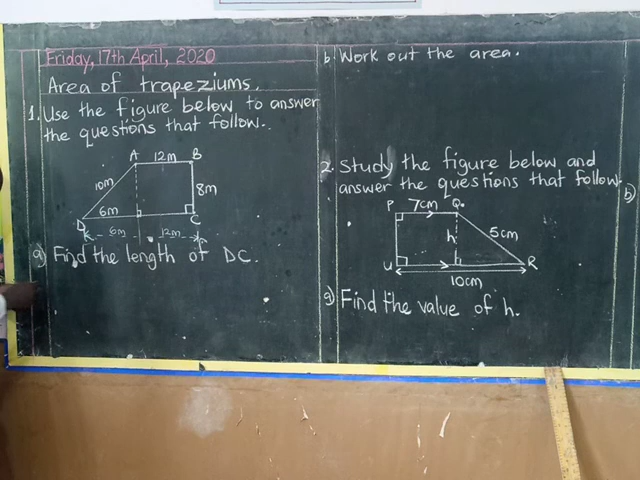 Friday, 17th April, 2020
Area of trapeziums.
1. Use the figure below to answer
the questions that follow.
A 12m B
10m
8m
D 6m C
6m 12m
a) Find the length of DC.
b. Work out the area.
2. Study the figure below and
answer the questions that follow.
P 7cm Q
h 5cm
U R
10cm
a) Find the value of h.
b)